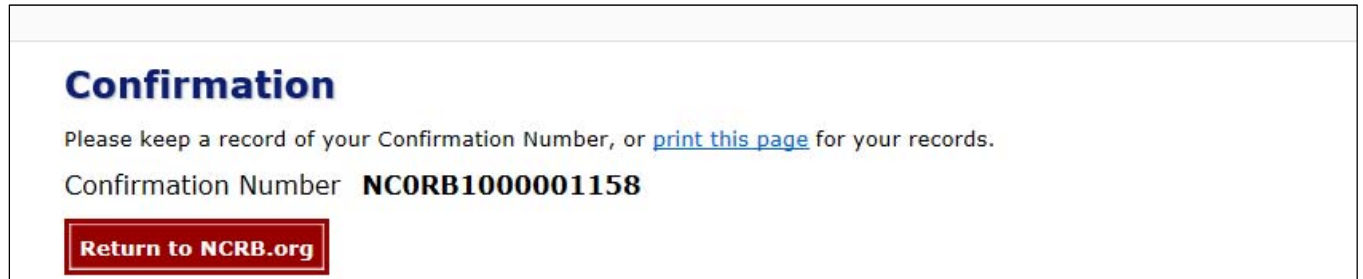 Confirmation
Please keep a record of your Confirmation Number, or print this page for your records.
Confirmation Number NC0RB1000001158
Return to NCRB.org